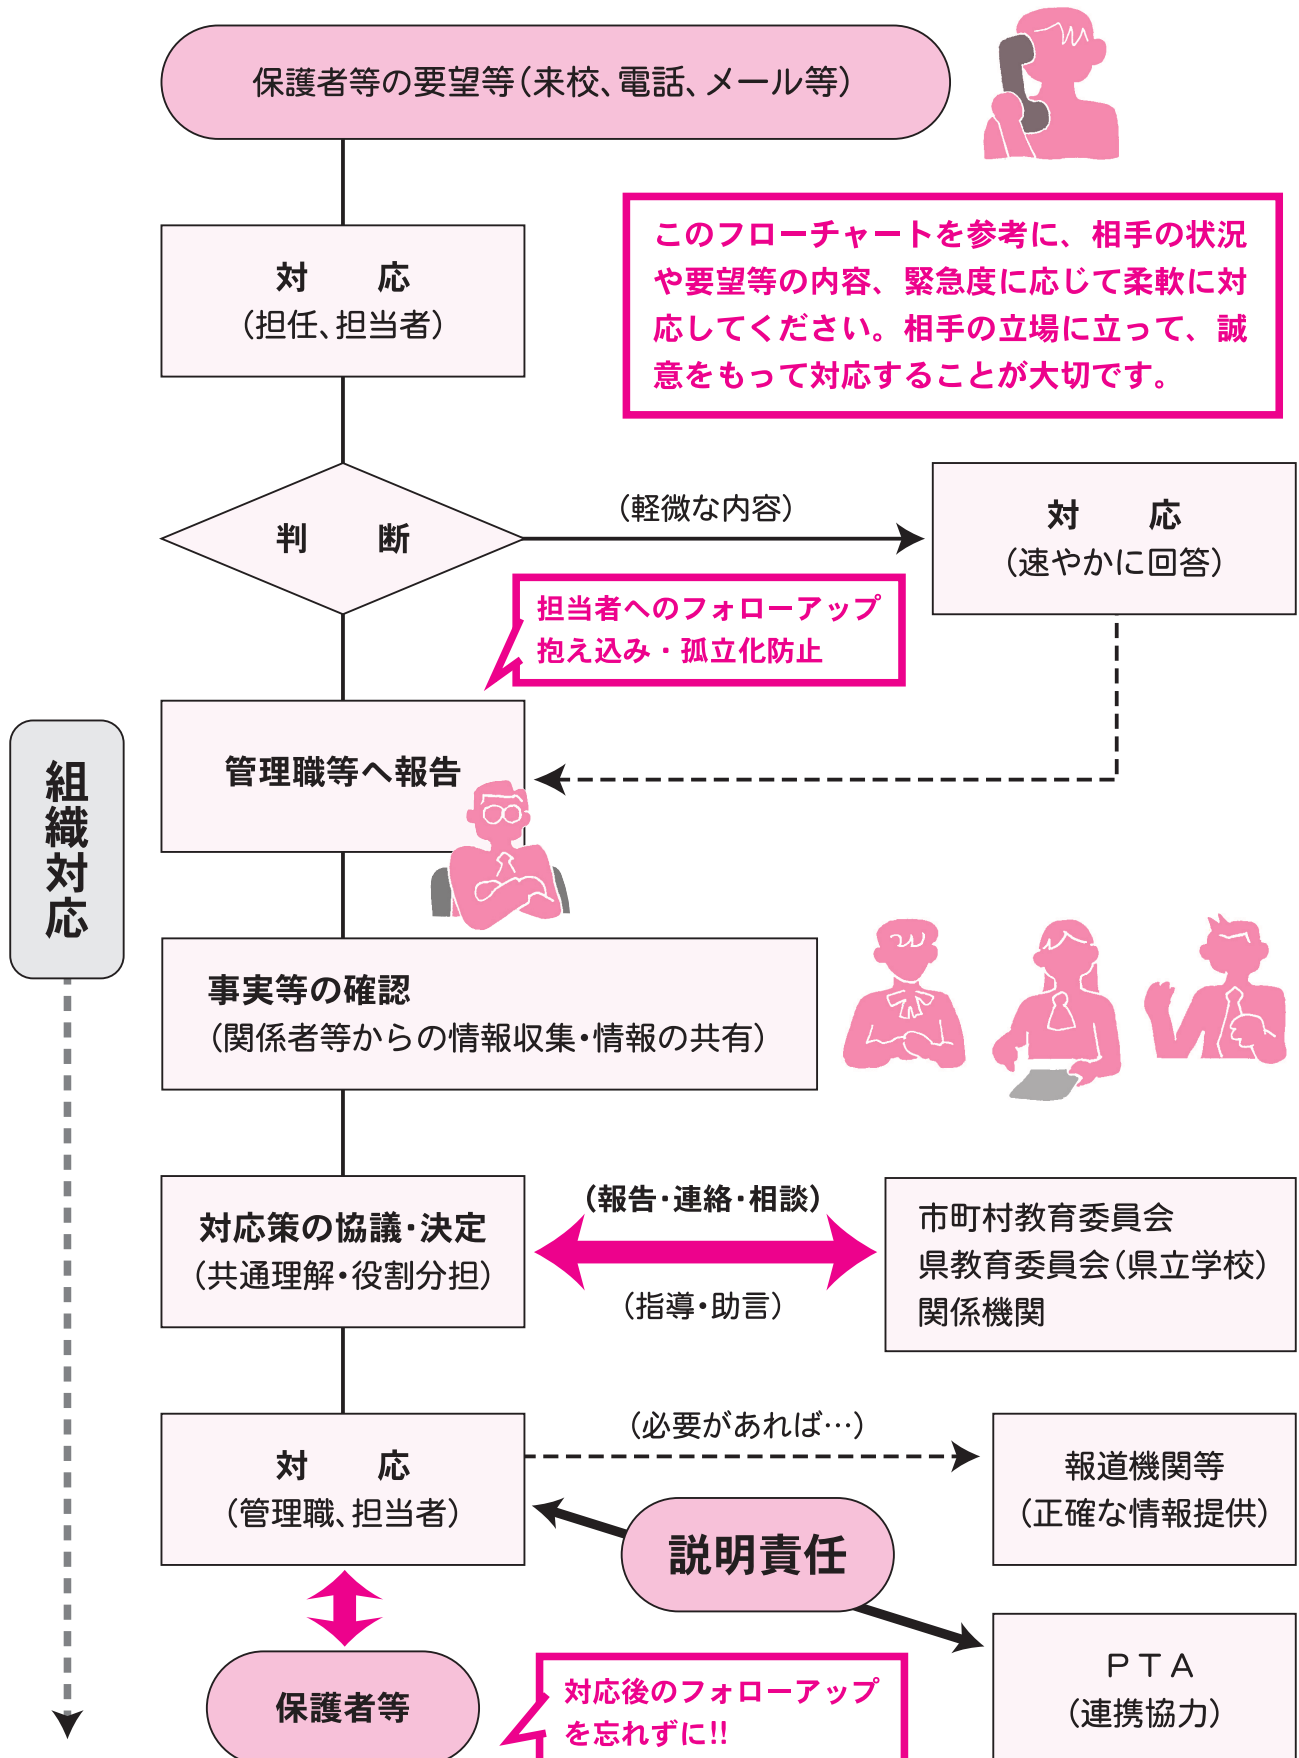 保護者等の要望等（来校、電話、メール等）
対　応
（担任、担当者）
このフローチャートを参考に、相手の状況
や要望等の内容、緊急度に応じて柔軟に対
応してください。相手の立場に立って、誠
意をもって対応することが大切です。
判　断
（軽微な内容）
対　応
（速やかに回答）
担当者へのフォローアップ
抱え込み・孤立化防止
管理職等へ報告
組織対応
事実等の確認
（関係者等からの情報収集・情報の共有）
対応策の協議・決定
（共通理解・役割分担）
（報告・連絡・相談）
（指導・助言）
市町村教育委員会
県教育委員会（県立学校）
関係機関
対　応
（管理職、担当者）
（必要があれば…）
報道機関等
（正確な情報提供）
説明責任
ＰＴＡ
（連携協力）
保護者等
対応後のフォローアップ
を忘れずに!!